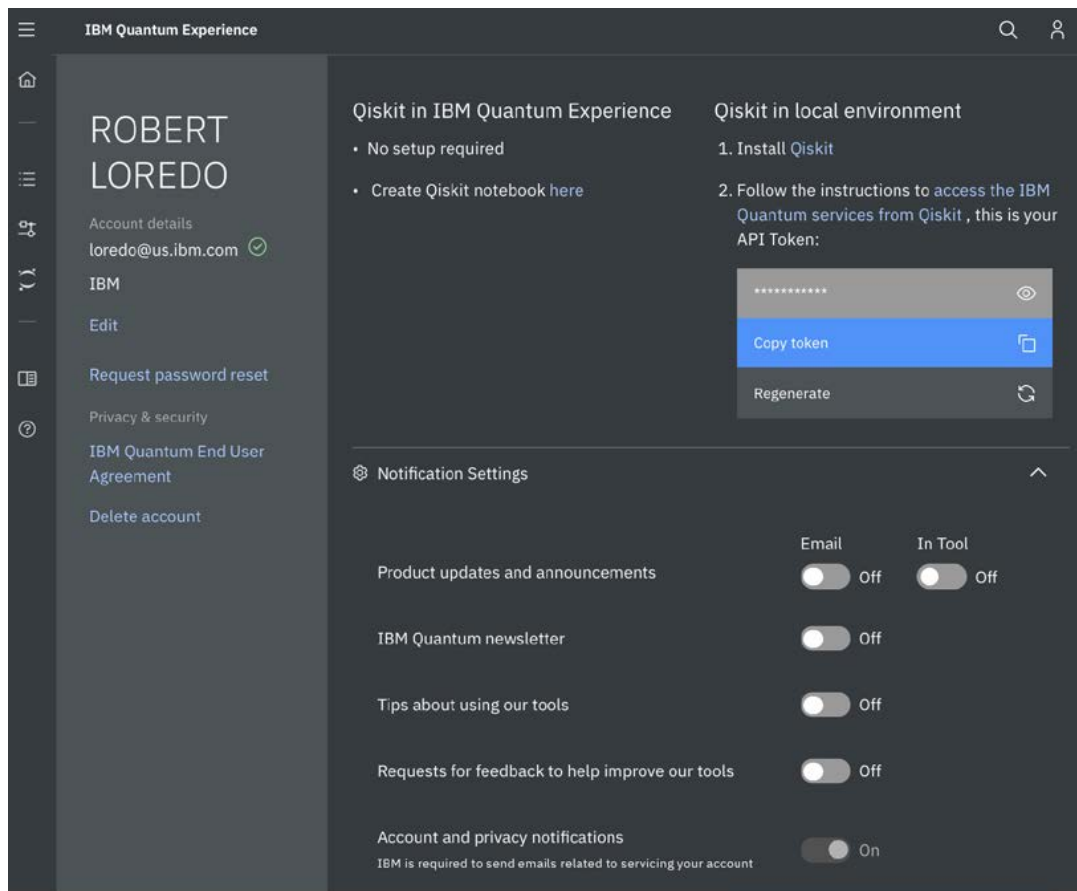 IBM Quantum Experience
ROBERT
LOREDO
Account details
loredo@us.ibm.com
IBM
Edit
Request password reset
Privacy & security
IBM Quantum End User
Agreement
Delete account
Qiskit in IBM Quantum Experience
• No setup required
• Create Qiskit notebook here
Qiskit in local environment
1. Install Qiskit
2. Follow the instructions to access the IBM
Quantum services from Qiskit , this is your
API Token:
***********
Copy token
Regenerate
Notification Settings
Email In Tool
Product updates and announcements Off Off
IBM Quantum newsletter Off
Tips about using our tools Off
Requests for feedback to help improve our tools Off
Account and privacy notifications On
IBM is required to send emails related to servicing your account